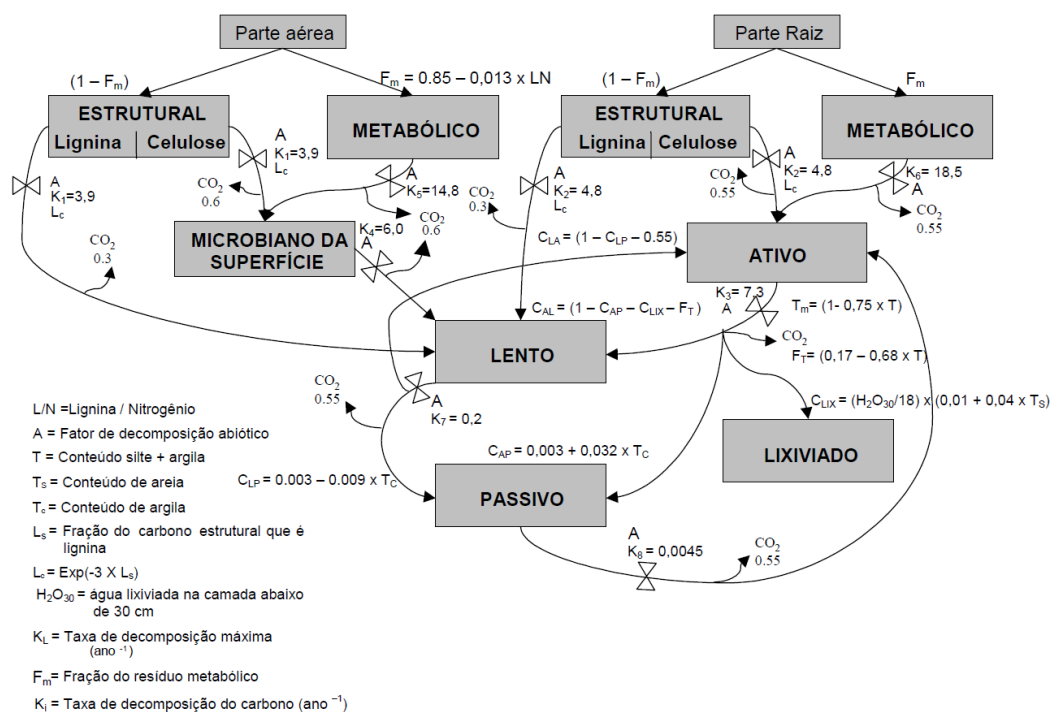 Parte aérea
Parte Raiz
(1 – Fm)
Fm = 0.85 – 0,013 x LN
(1 – Fm)
Fm
ESTRUTURAL
Lignina | Celulose
METABÓLICO
ESTRUTURAL
Lignina | Celulose
METABÓLICO
A
K1=3,9
Lc
A
K1=3,9
Lc
CO2
0.6
A
K5=14,8
CO2
0.6
CO2
0.3
A
K2=4,8
Lc
CO2
0.55
A
K2= 4,8
Lc
A
K6= 18,5
CO2
0.55
CO2
0.3
MICROBIANO DA
SUPERFÍCIE
K4=6,0
A
CLA = (1 – CLP – 0.55)
ATIVO
K3= 7,3
A
Tm= (1- 0,75 x T)
CAL = (1 – CAP – CLIX – FT)
LENTO
CO2
FT= (0,17 – 0,68 x T)
CO2
0.55
A
K7 = 0,2
CLIX = (H2O30/18) x (0,01 + 0,04 x TS)
LIXIVIADO
CAP = 0,003 + 0,032 x TC
CLP = 0.003 – 0.009 x TC
PASSIVO
A
K8 = 0,0045
CO2
0.55
L/N =Lignina / Nitrogênio
A = Fator de decomposição abiótico
T = Conteúdo silte + argila
TS = Conteúdo de areia
Tc = Conteúdo de argila
Ls = Fração do carbono estrutural que é
lignina
Lc = Exp(-3 X Ls)
H2O30 = água lixiviada na camada abaixo
de 30 cm
KL = Taxa de decomposição máxima
(ano -1)
Fm= Fração do resíduo metabólico
Ki = Taxa de decomposição do carbono (ano –1)